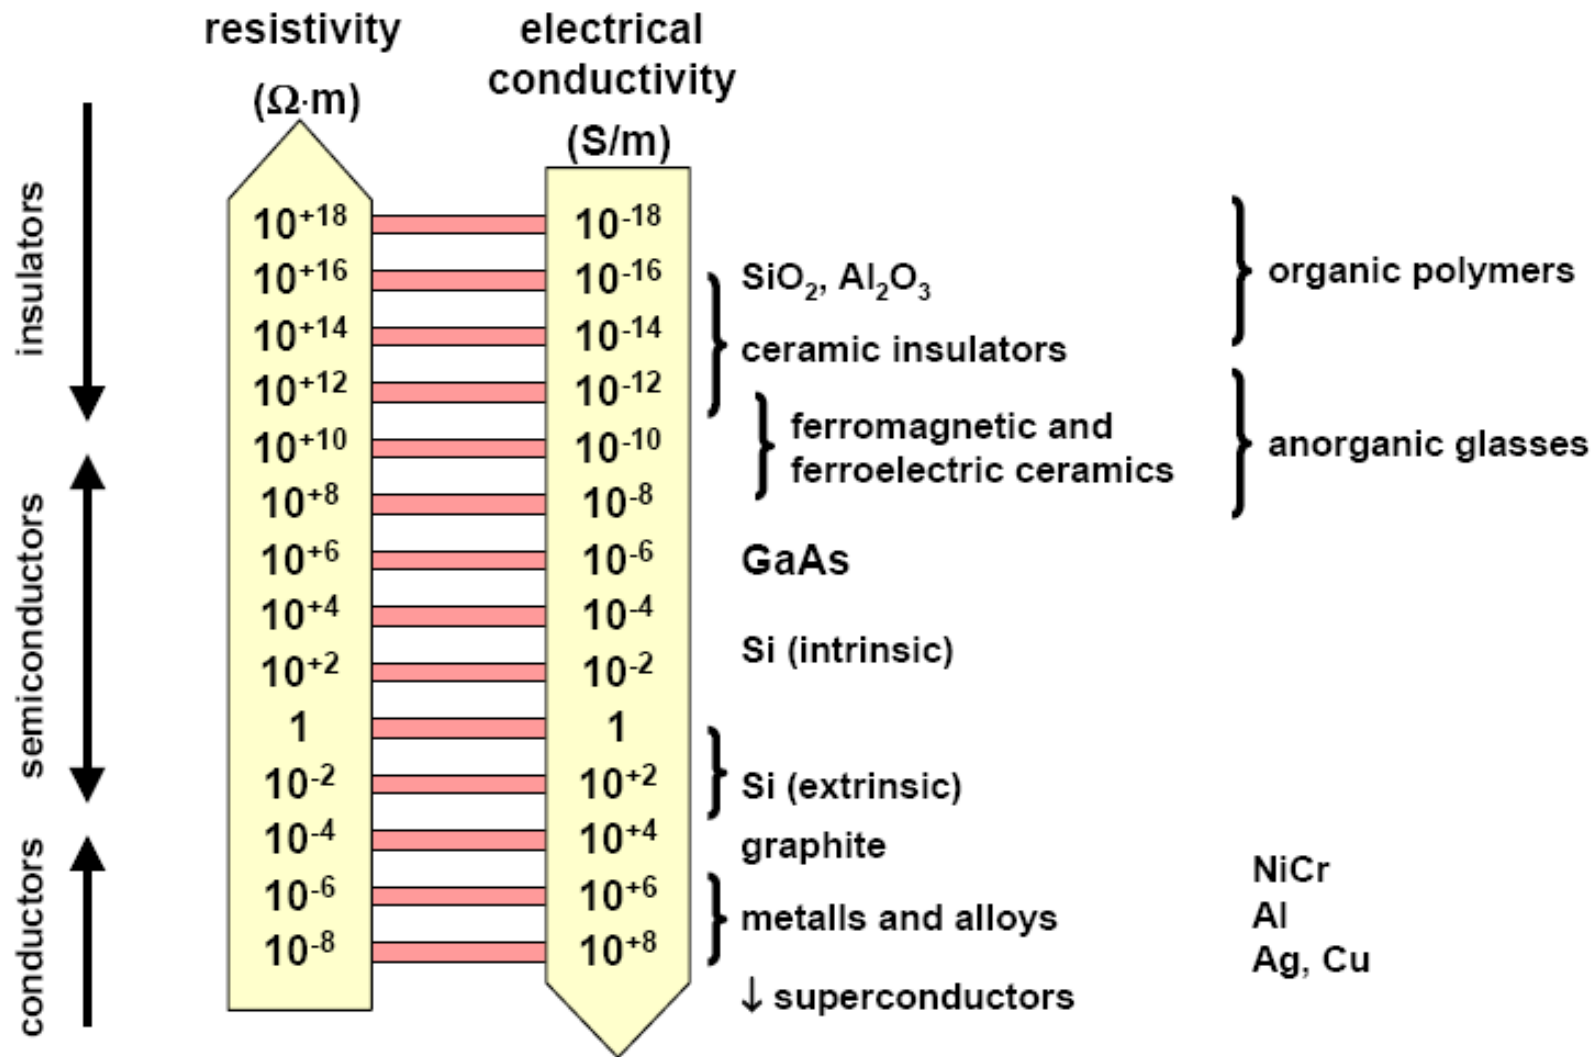 resistivity
(Ω·m)
electrical
conductivity
(S/m)
insulators
semiconductors
conductors
10+18 10-18
10+16 10-16
10+14 10-14
10+12 10-12
10+10 10-10
10+8 10-8
10+6 10-6
10+4 10-4
10+2 10-2
1 1
10-2 10+2
10-4 10+4
10-6 10+6
10-8 10+8
SiO2, Al2O3
ceramic insulators
ferromagnetic and
ferroelectric ceramics
GaAs
Si (intrinsic)
Si (extrinsic)
graphite
metalls and alloys
↓ superconductors
organic polymers
anorganic glasses
NiCr
Al
Ag, Cu